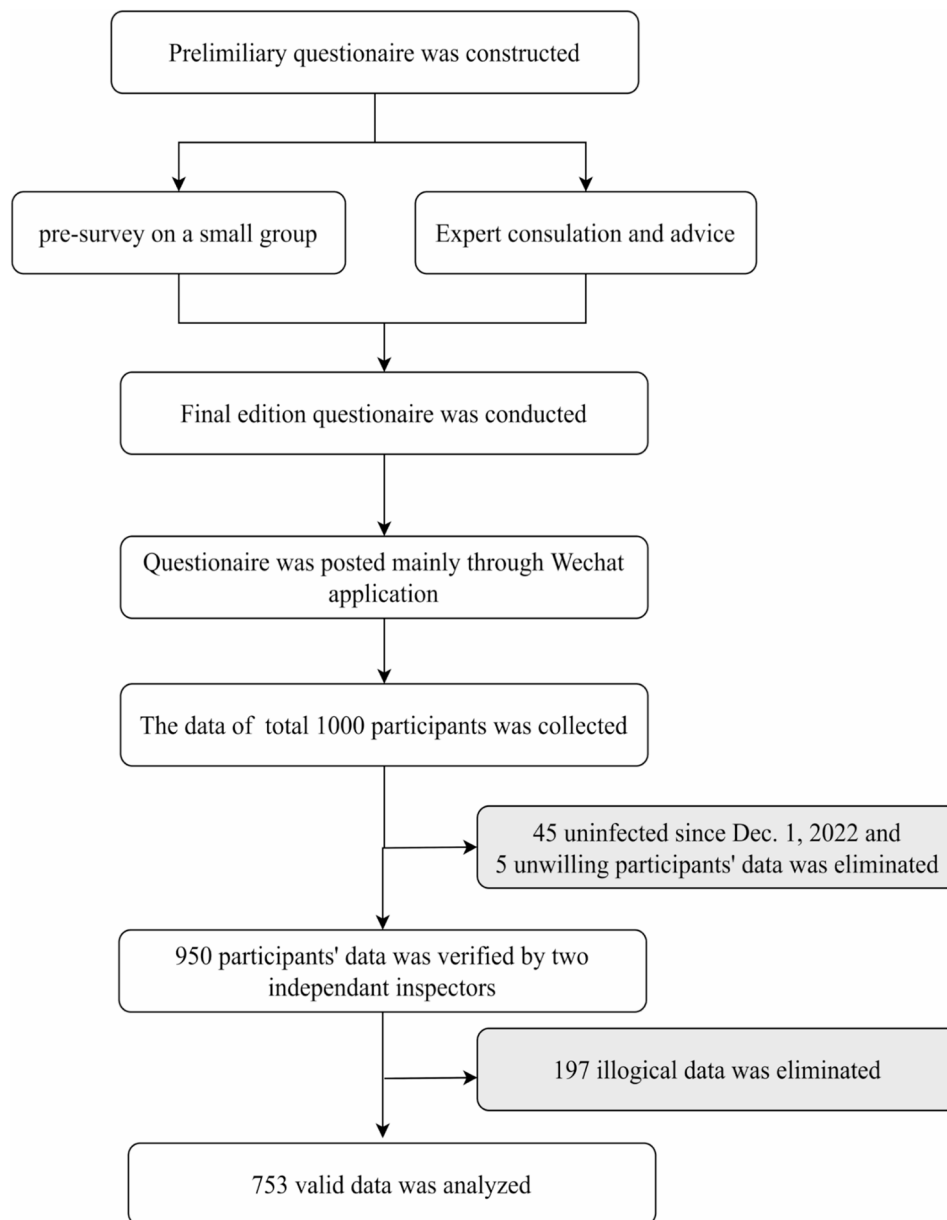 Prelimiliary questionaire was constructed
pre-survey on a small group
Expert consulation and advice
Final edition questionaire was conducted
Questionaire was posted mainly through Wechat
application
The data of total 1000 participants was collected
45 uninfected since Dec. 1, 2022 and
5 unwilling participants' data was eliminated
950 participants' data was verified by two
independant inspectors
197 illogical data was eliminated
753 valid data was analyzed